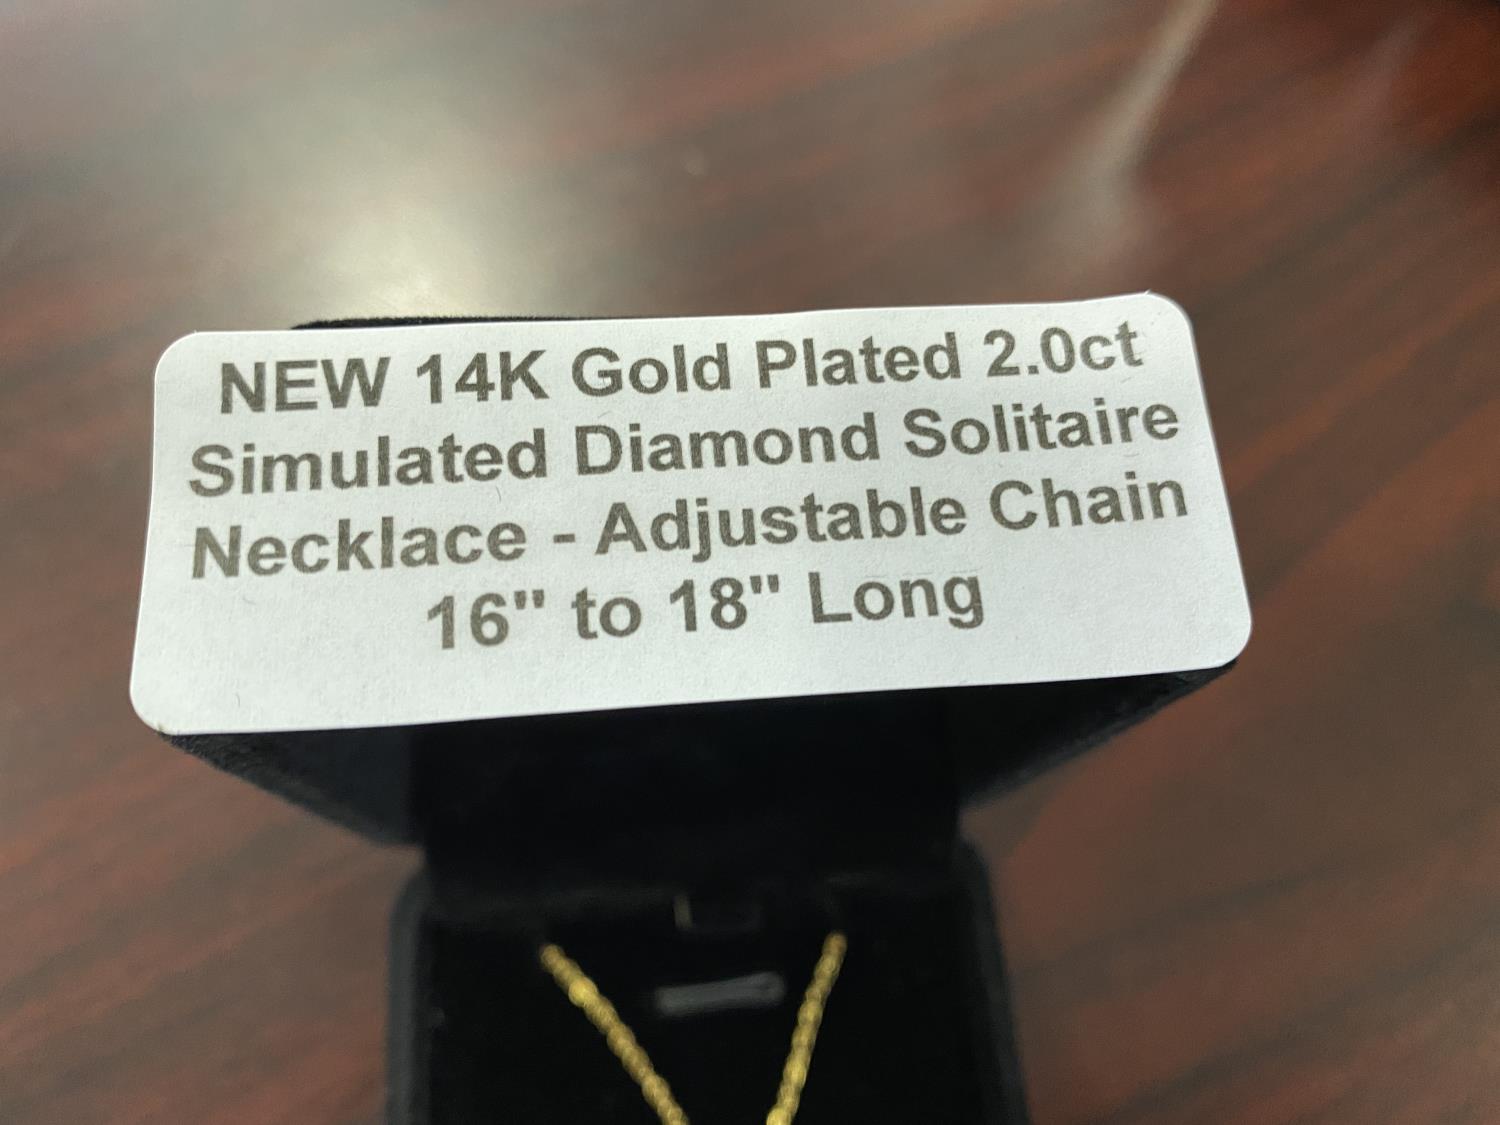 NEW 14K Gold Plated 2.0ct
Simulated Diamond Solitaire
Necklace - Adjustable Chain
16" to 18" Long